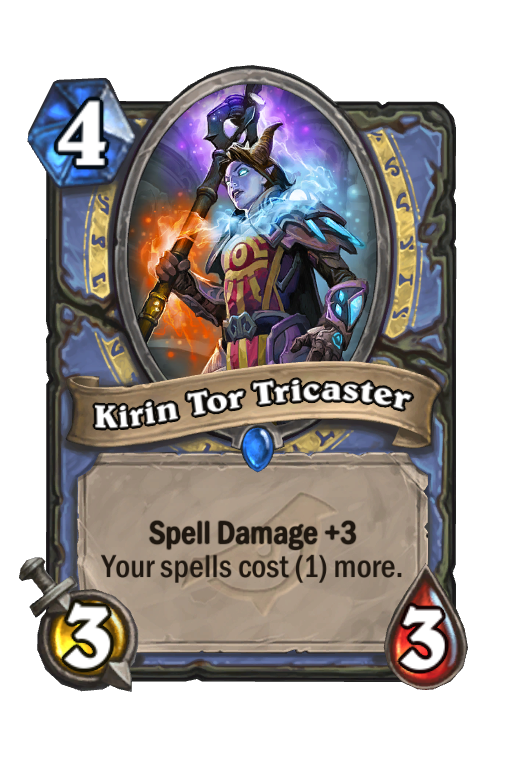 4
Kirin Tor Tricaster
Spell Damage +3
Your spells cost (1) more.
3
3